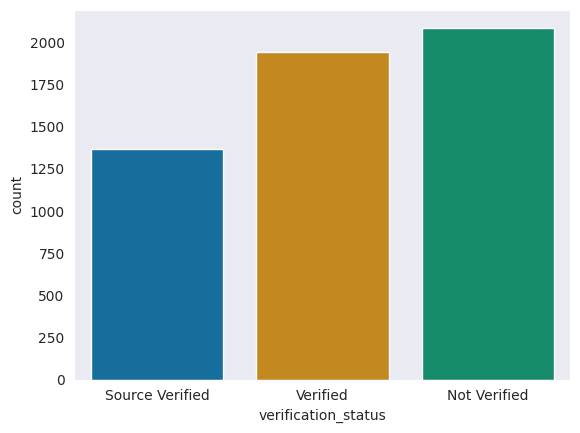 2000
1750
1500
1250
1000
750
500
250
0
count
Source Verified
Verified
Not Verified
verification_status